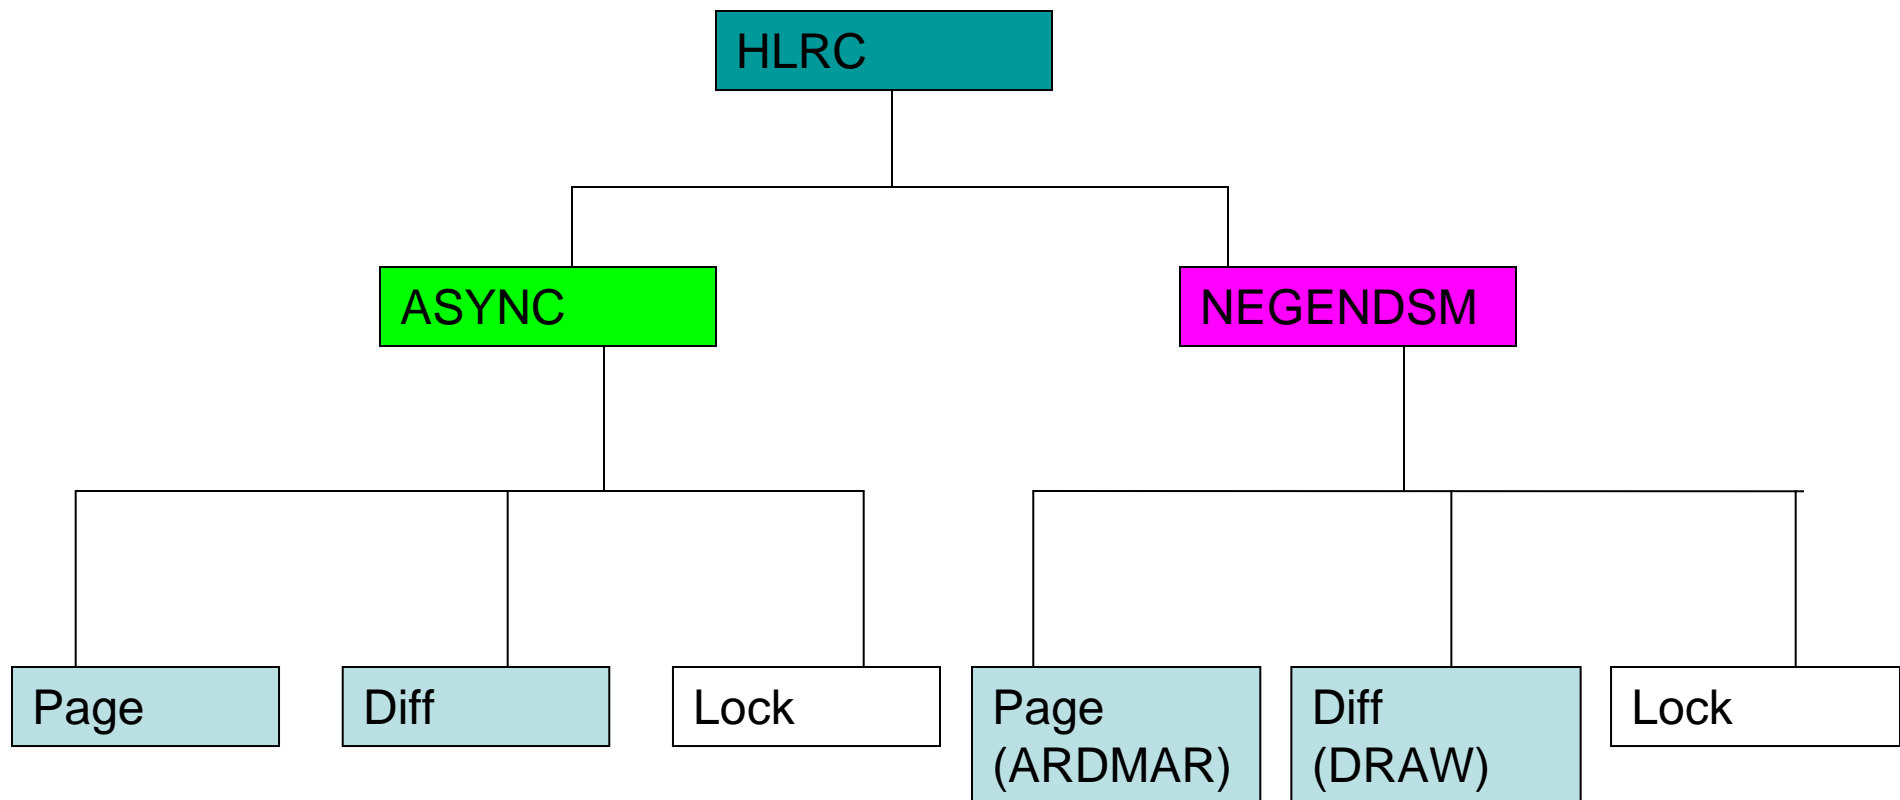 HLRC
ASYNC
NEGENDSM
Page
Diff
Lock
Page
(ARDMAR)
Diff
(DRAW)
Lock